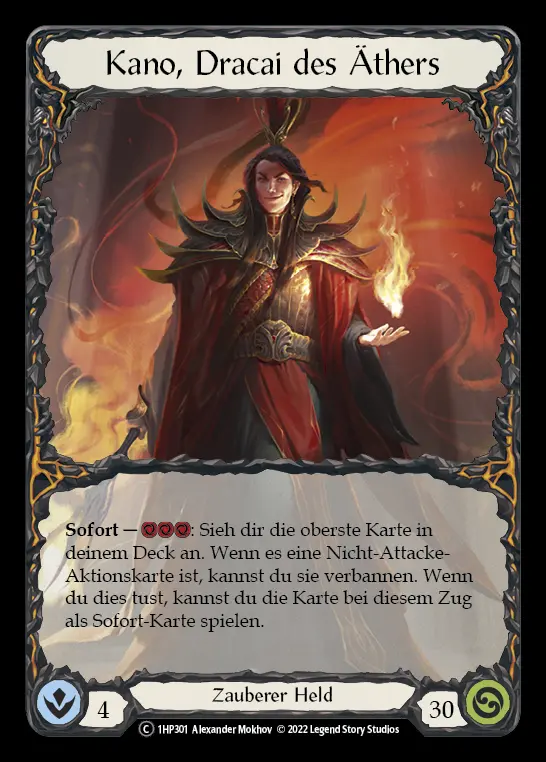 Kano, Dracai des Äthers
Sofort — : Sieh dir die oberste Karte in
deinem Deck an. Wenn es eine Nicht-Attacke-
Aktionskarte ist, kannst du sie verbannen. Wenn
du dies tust, kannst du die Karte bei diesem Zug
als Sofort-Karte spielen.
4
Zauberer Held
30
C 1HP301 Alexander Mokhov © 2022 Legend Story Studios